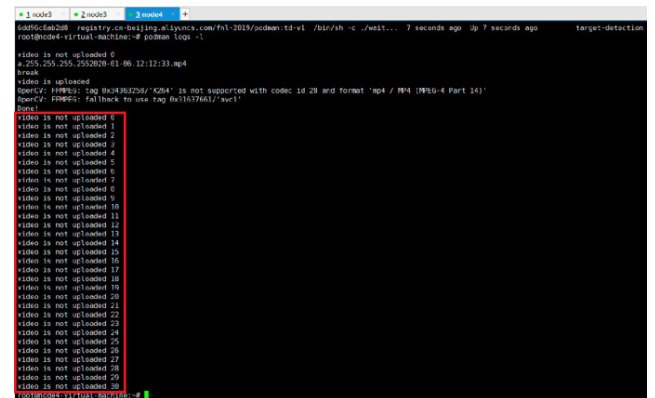 1 node3 2 node3 3 node4 +
6dd96c8ab2d8 registry.cn-beijing.aliyuncs.com/fnl-2019/podman:td-v1 /bin/sh -c ./wait... 7 seconds ago Up 7 seconds ago target-detection
root@node4-virtual-machine:~# podman logs -l
video is not uploaded 0
a.255.255.255.2552020-01-06.12:12:33.mp4
break
video is uploaded
OpenCV: FFMPEG: tag 0x34363258/'X264' is not supported with codec id 28 and format 'mp4 / MP4 (MPEG-4 Part 14)'
OpenCV: FFMPEG: fallback to use tag 0x31637661/'avc1'
Done!
video is not uploaded 0
video is not uploaded 1
video is not uploaded 2
video is not uploaded 3
video is not uploaded 4
video is not uploaded 5
video is not uploaded 6
video is not uploaded 7
video is not uploaded 8
video is not uploaded 9
video is not uploaded 10
video is not uploaded 11
video is not uploaded 12
video is not uploaded 13
video is not uploaded 14
video is not uploaded 15
video is not uploaded 16
video is not uploaded 17
video is not uploaded 18
video is not uploaded 19
video is not uploaded 20
video is not uploaded 21
video is not uploaded 22
video is not uploaded 23
video is not uploaded 24
video is not uploaded 25
video is not uploaded 26
video is not uploaded 27
video is not uploaded 28
video is not uploaded 29
video is not uploaded 30
root@node4-virtual-machine:~#